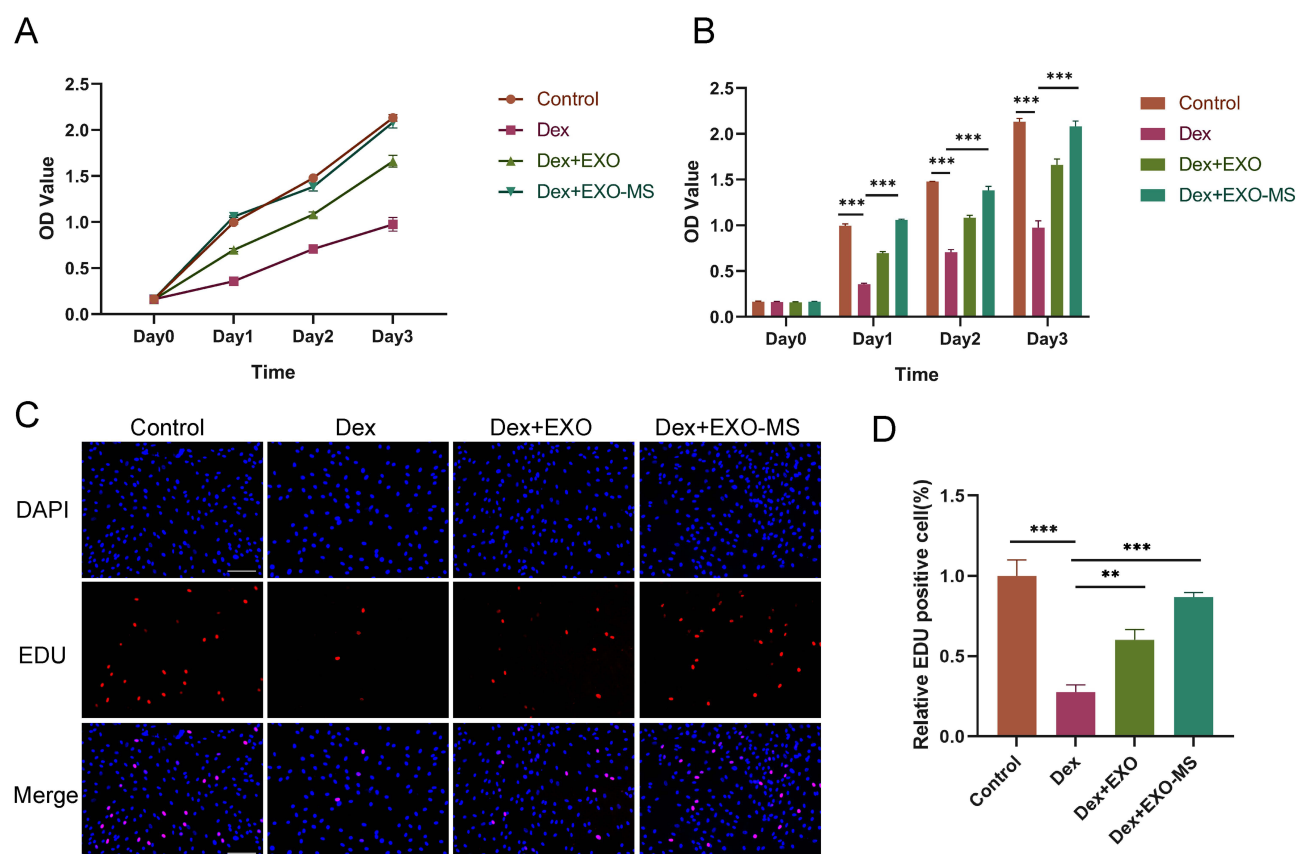 A
2.5
2.0
1.5
1.0
0.5
0.0
OD Value
Day0 Day1 Day2 Day3
Time
Control
Dex
Dex+EXO
Dex+EXO-MS
B
2.5
2.0
1.5
1.0
0.5
0.0
OD Value
*** ***
*** ***
*** ***
Day0 Day1 Day2 Day3
Time
Control
Dex
Dex+EXO
Dex+EXO-MS
C
Control Dex Dex+EXO Dex+EXO-MS
DAPI
EDU
Merge
D
Relative EDU positive cell(%)
1.5
1.0
0.5
0.0
***
***
**
Control
Dex
Dex+EXO
Dex+EXO-MS